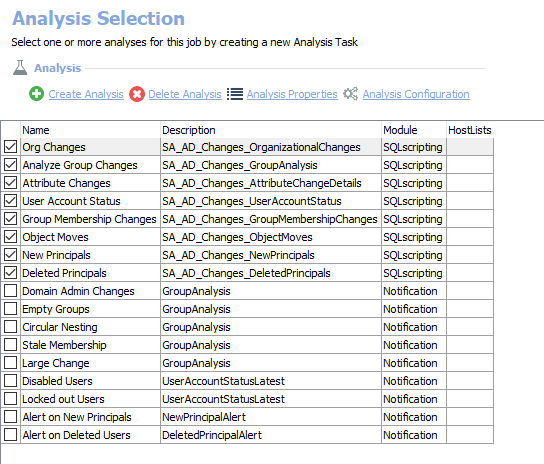 Analysis Selection
Select one or more analyses for this job by creating a new Analysis Task
Analysis
Create Analysis Delete Analysis Analysis Properties Analysis Configuration
Name Description Module HostLists
Org Changes SA_AD_Changes_OrganizationalChanges SQLscripting
Analyze Group Changes SA_AD_Changes_GroupAnalysis SQLscripting
Attribute Changes SA_AD_Changes_AttributeChangeDetails SQLscripting
User Account Status SA_AD_Changes_UserAccountStatus SQLscripting
Group Membership Changes SA_AD_Changes_GroupMembershipChanges SQLscripting
Object Moves SA_AD_Changes_ObjectMoves SQLscripting
New Principals SA_AD_Changes_NewPrincipals SQLscripting
Deleted Principals SA_AD_Changes_DeletedPrincipals SQLscripting
Domain Admin Changes GroupAnalysis Notification
Empty Groups GroupAnalysis Notification
Circular Nesting GroupAnalysis Notification
Stale Membership GroupAnalysis Notification
Large Change GroupAnalysis Notification
Disabled Users UserAccountStatusLatest Notification
Locked out Users UserAccountStatusLatest Notification
Alert on New Principals NewPrincipalAlert Notification
Alert on Deleted Users DeletedPrincipalAlert Notification